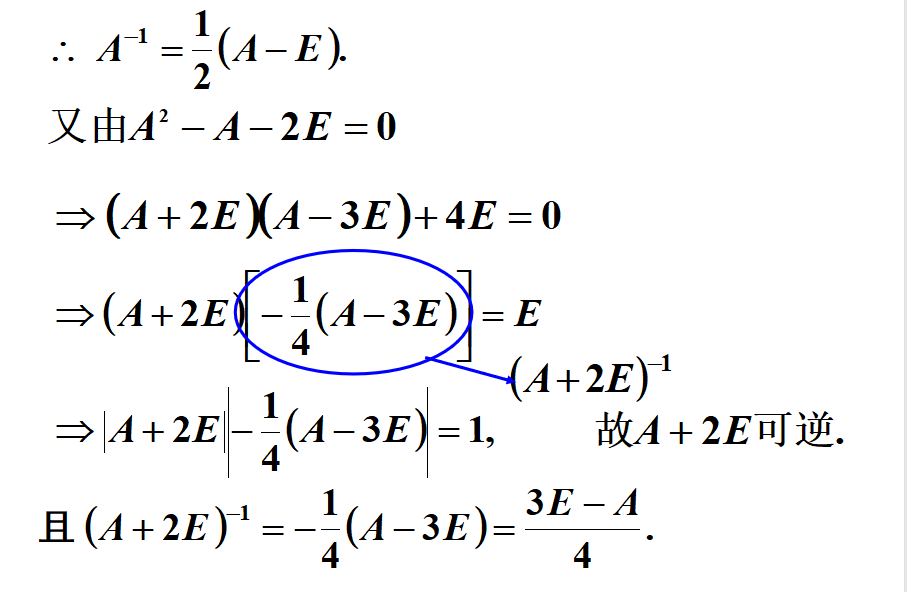 ∴ A⁻¹ = 1/2 (A − E).
又由A² − A − 2E = 0
⇒ (A + 2E)(A − 3E) + 4E = 0
⇒ (A + 2E)[−1/4 (A − 3E)] = E
(A + 2E)⁻¹
⇒ |A + 2E||−1/4 (A − 3E)| = 1, 故A + 2E可逆.
且 (A + 2E)⁻¹ = −1/4 (A − 3E) = (3E − A)/4 .